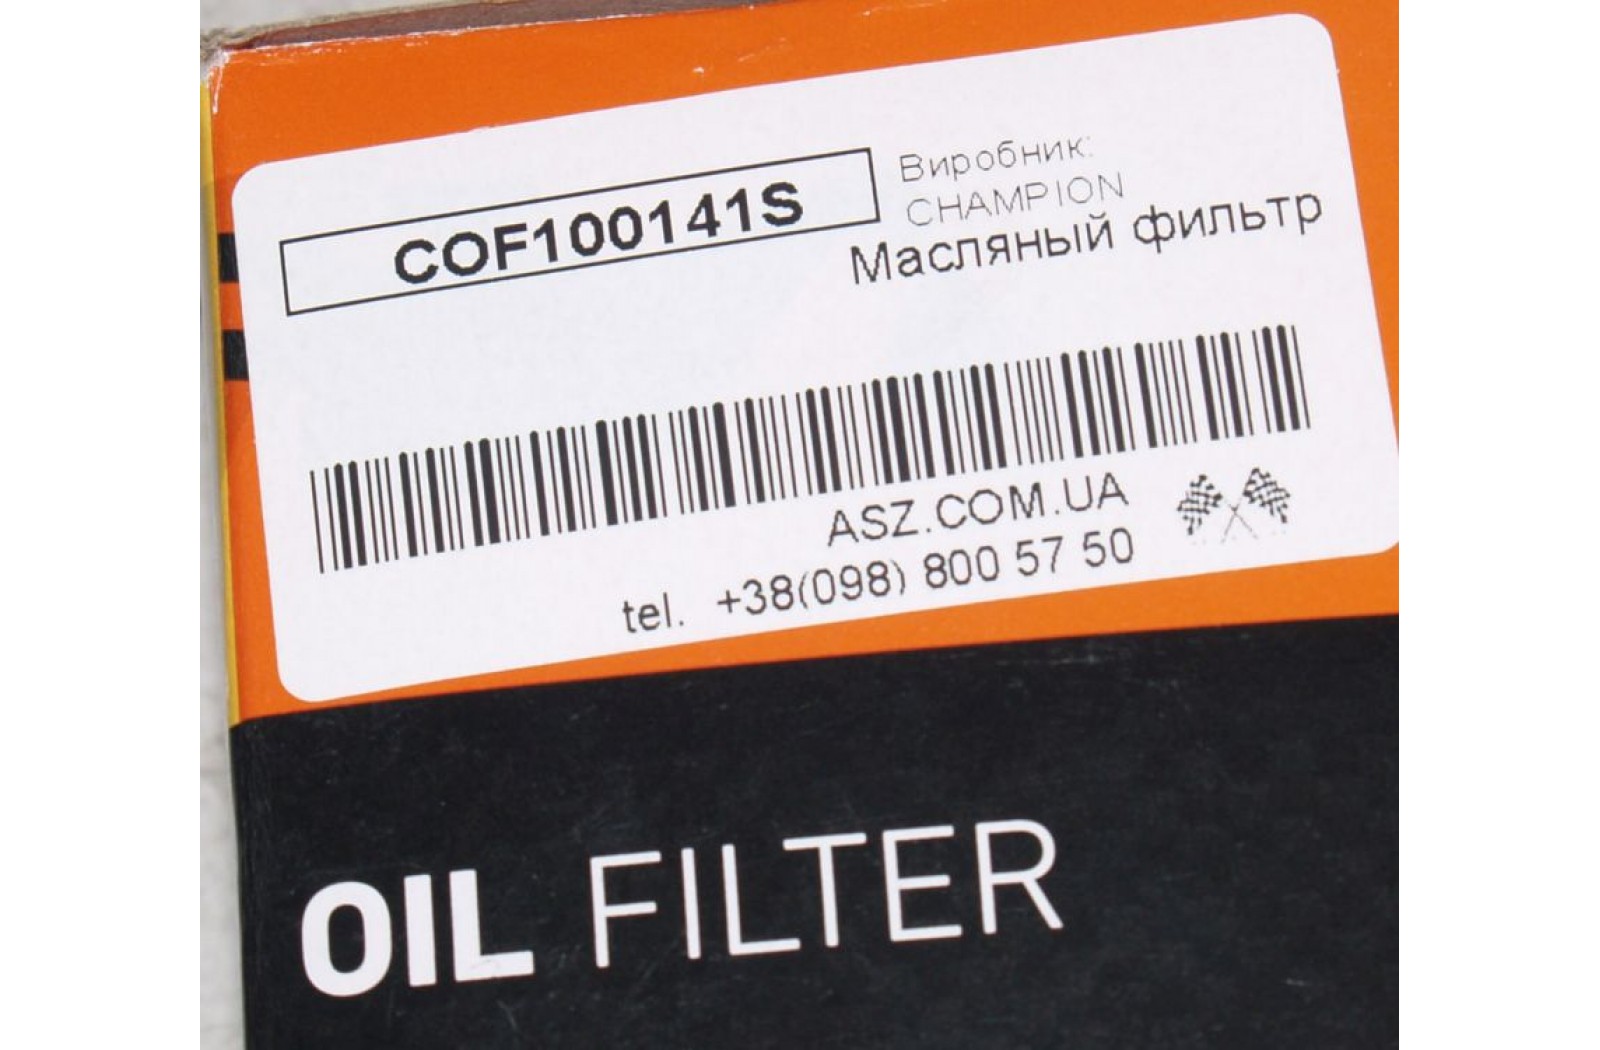 COF100141S
Виробник:
CHAMPION
Масляный фильтр
ASZ.COM.UA
tel. +38(098) 800 57 50
OIL FILTER